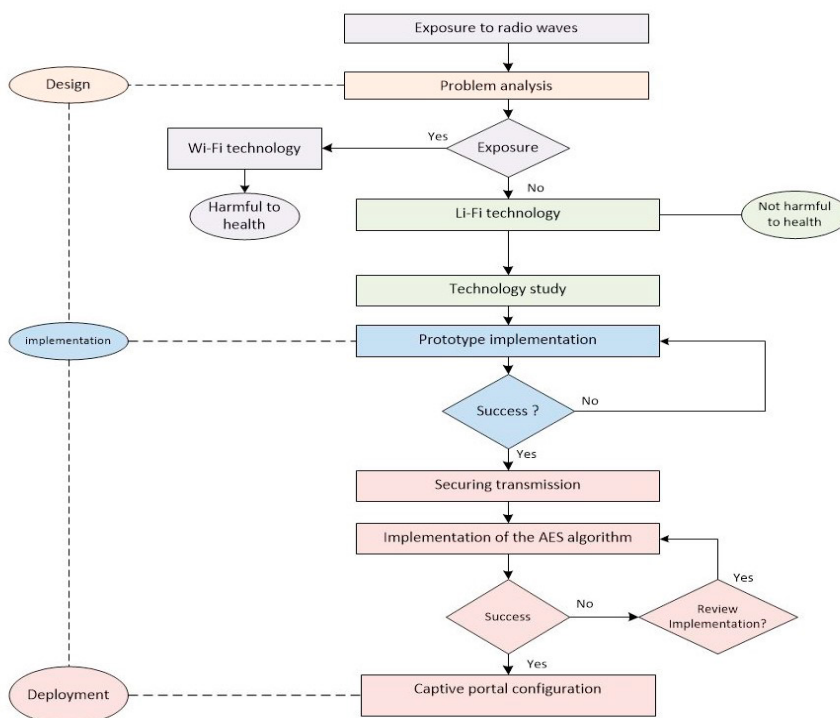 Exposure to radio waves
Design
Problem analysis
Yes
Wi-Fi technology
Exposure
No
Harmful to
health
Li-Fi technology
Not harmful
to health
Technology study
implementation
Prototype implementation
Success ?
No
Yes
Securing transmission
Implementation of the AES algorithm
Yes
Success
No
Review
Implementation?
Yes
Deployment
Captive portal configuration